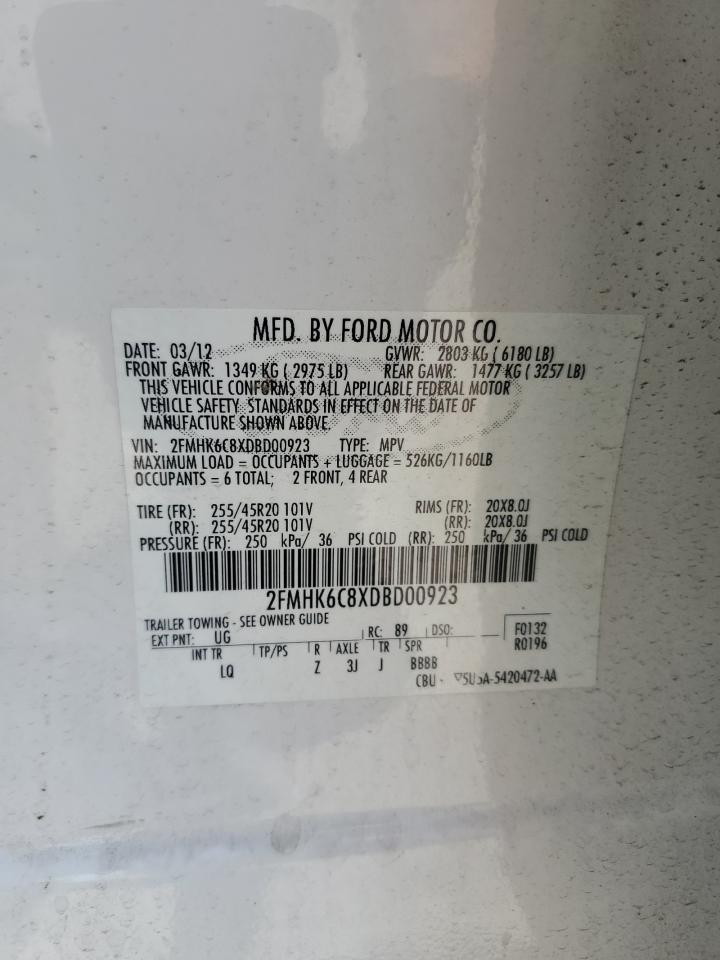 MFD. BY FORD MOTOR CO.
DATE: 03/12 GVWR: 2803 KG ( 6180 LB)
FRONT GAWR: 1349 KG ( 2975 LB) REAR GAWR: 1477 KG ( 3257 LB)
THIS VEHICLE CONFORMS TO ALL APPLICABLE FEDERAL MOTOR
VEHICLE SAFETY STANDARDS IN EFFECT ON THE DATE OF
MANUFACTURE SHOWN ABOVE.
VIN: 2FMHK6C8XDBD00923 TYPE: MPV
MAXIMUM LOAD = OCCUPANTS + LUGGAGE = 526KG/1160LB
OCCUPANTS = 6 TOTAL; 2 FRONT, 4 REAR
TIRE (FR): 255/45R20 101V RIMS (FR): 20X8.0J
(RR): 255/45R20 101V (RR): 20X8.0J
PRESSURE (FR): 250 kPa/ 36 PSI COLD (RR): 250 kPa/ 36 PSI COLD
2FMHK6C8XDBD00923
TRAILER TOWING - SEE OWNER GUIDE
EXT PNT: UG RC: 89 DSO: F0132
R0196
INT TR TP/PS R AXLE TR SPR
LQ Z 3J J BBBB
CBU -